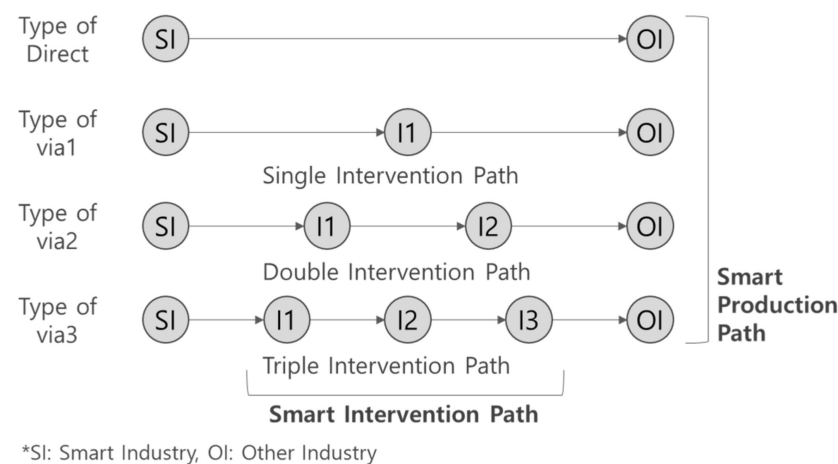 Type of
Direct
SI
OI
Type of
via1
SI
I1
OI
Single Intervention Path
Type of
via2
SI
I1
I2
OI
Double Intervention Path
Type of
via3
SI
I1
I2
I3
OI
Triple Intervention Path
Smart
Production
Path
Smart Intervention Path
*SI: Smart Industry, OI: Other Industry